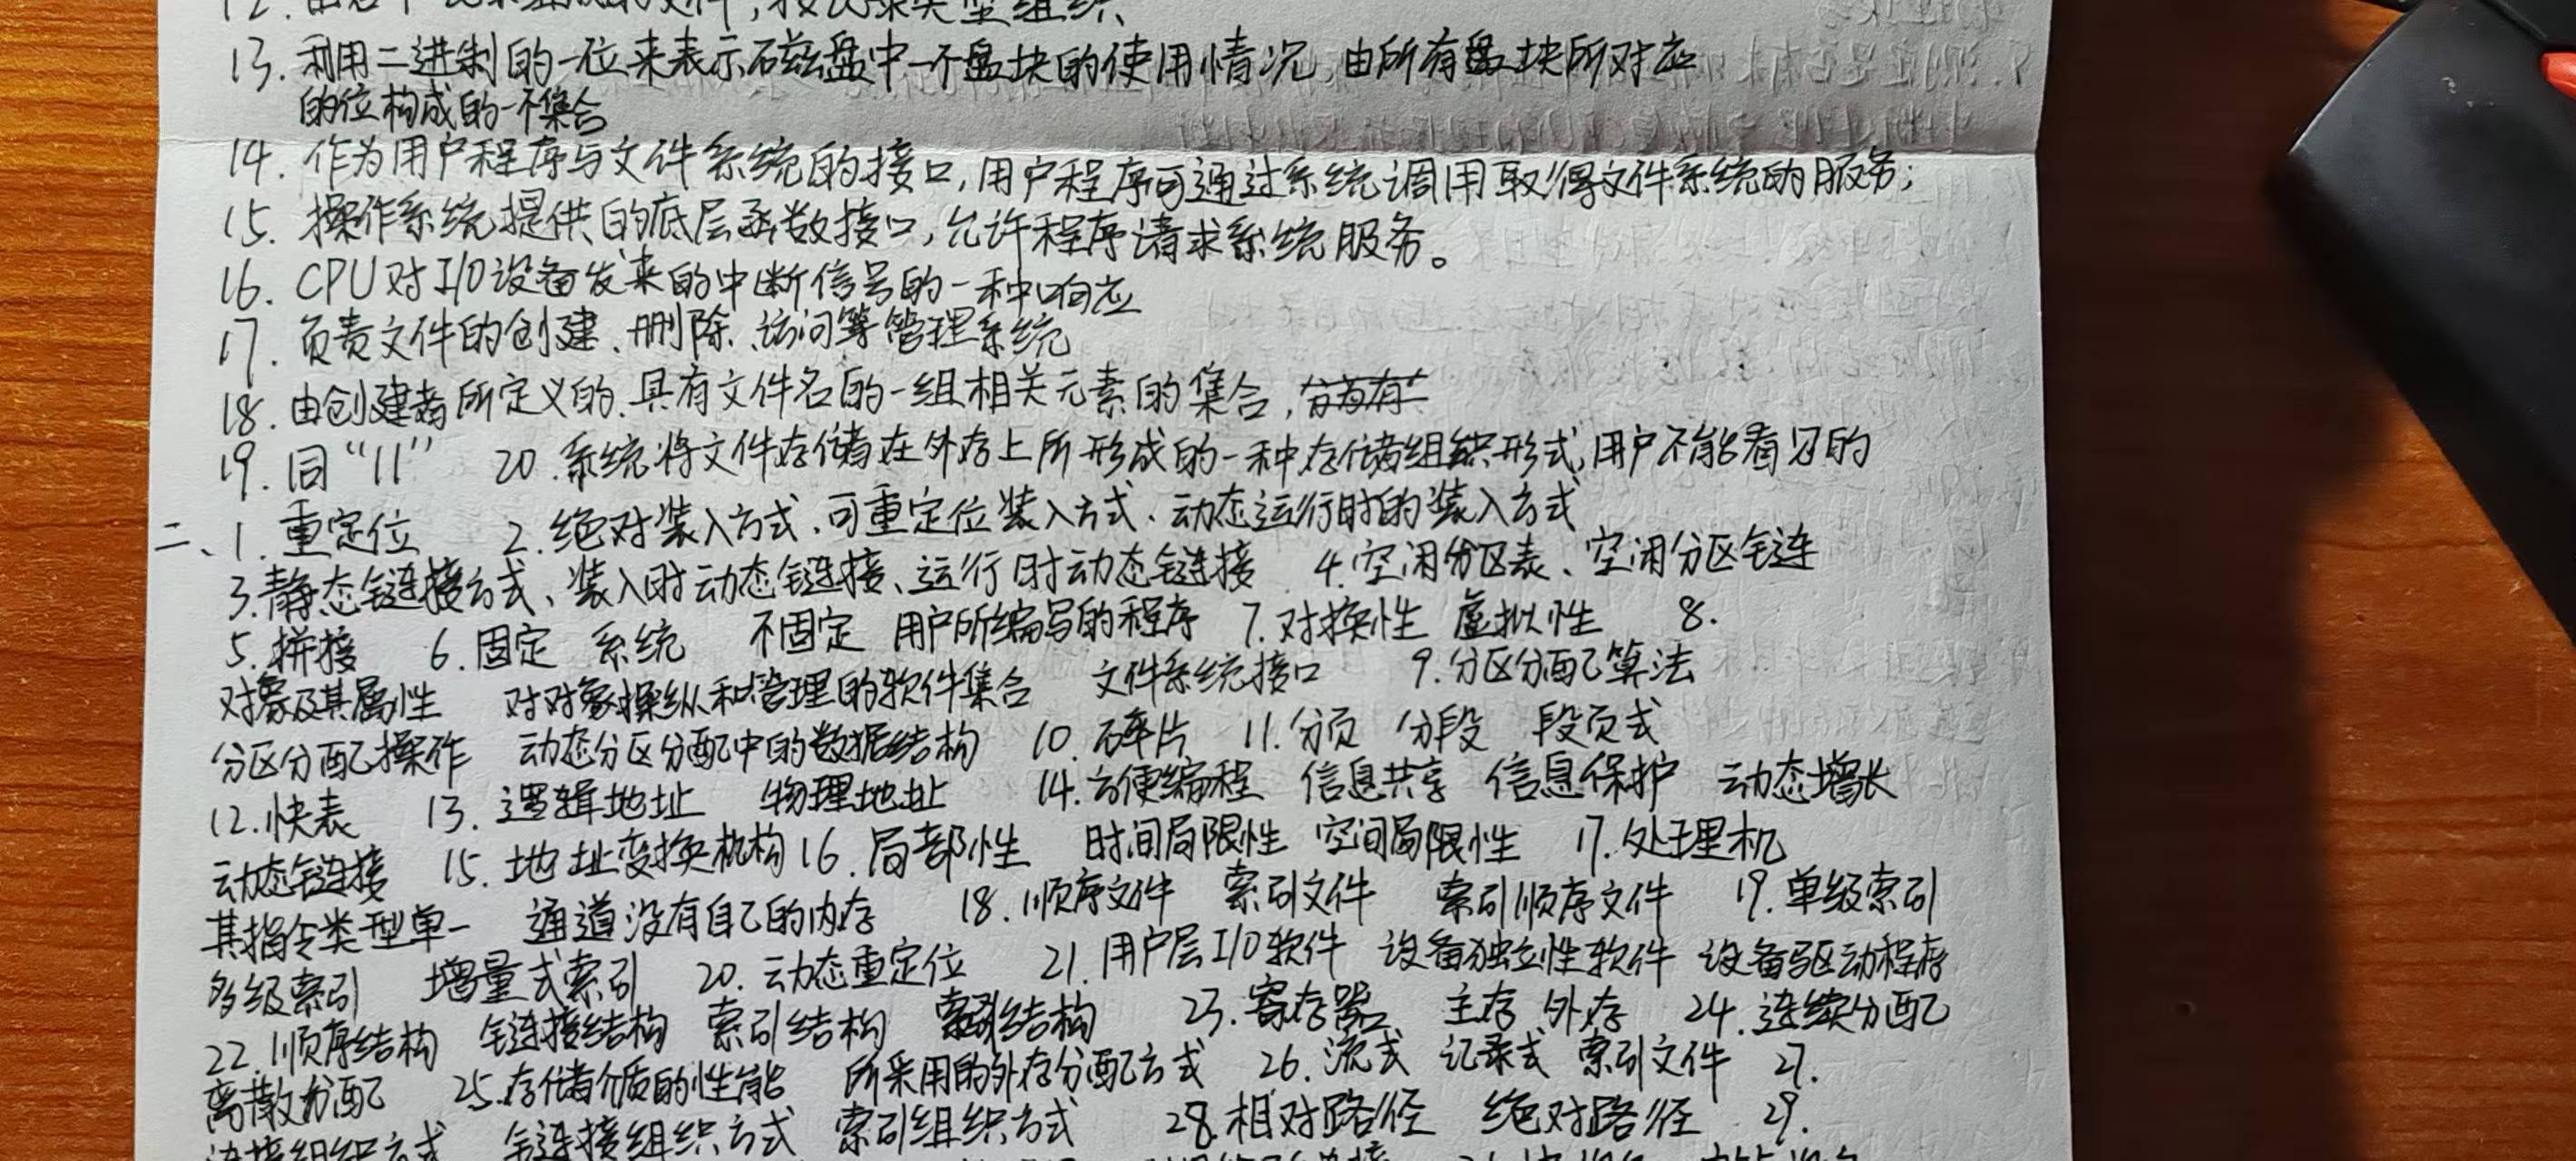 12. 由若干记录组成的文件，按记录类型组织
13. 利用二进制的一位来表示磁盘中一个盘块的使用情况 由所有盘块所对应
的位构成的一个集合
14. 作为用户程序与文件系统的接口，用户程序可通过系统调用取得文件系统的服务；
15. 操作系统提供的底层函数接口，允许程序请求系统服务。
16. CPU对I/O设备发来的中断信号的一种响应
17. 负责文件的创建、删除、访问等管理系统
18. 由创建者所定义的、具有文件名的一组相关元素的集合，分为有
19. 同“11” 20. 系统将文件存储在外存上所形成的一种存储组织形式，用户不能看见的
二、1. 重定位 2. 绝对装入方式、可重定位装入方式、动态运行时的装入方式
3. 静态链接方式、装入时动态链接、运行时动态链接 4. 空闲分区表、空闲分区链
5. 拼接 6. 固定 系统 不固定 用户所编写的程序 7. 对换性 虚拟性 8.
对象及其属性 对对象操纵和管理的软件集合 文件系统接口 9. 分区分配算法
分区分配操作 动态分区分配中的数据结构 10. 碎片 11. 分页 分段 段页式
12. 快表 13. 逻辑地址 物理地址 14. 方便编程 信息共享 信息保护 动态增长
动态链接 15. 地址变换机构 16. 局部性 时间局限性 空间局限性 17. 处理机
其指令类型单一 通道没有自己的内存 18. 顺序文件 索引文件 索引顺序文件 19. 单级索引
多级索引 增量式索引 20. 动态重定位 21. 用户层I/O软件 设备独立性软件 设备驱动程序
22. 顺序结构 链接结构 索引结构 索引结构 23. 寄存器 主存 外存 24. 连续分配
离散分配 25. 存储介质的性能 所采用的外存分配方式 26. 流式 记录式 索引文件 27.
连接组织方式 链接组织方式 索引组织方式 28. 相对路径 绝对路径 29.